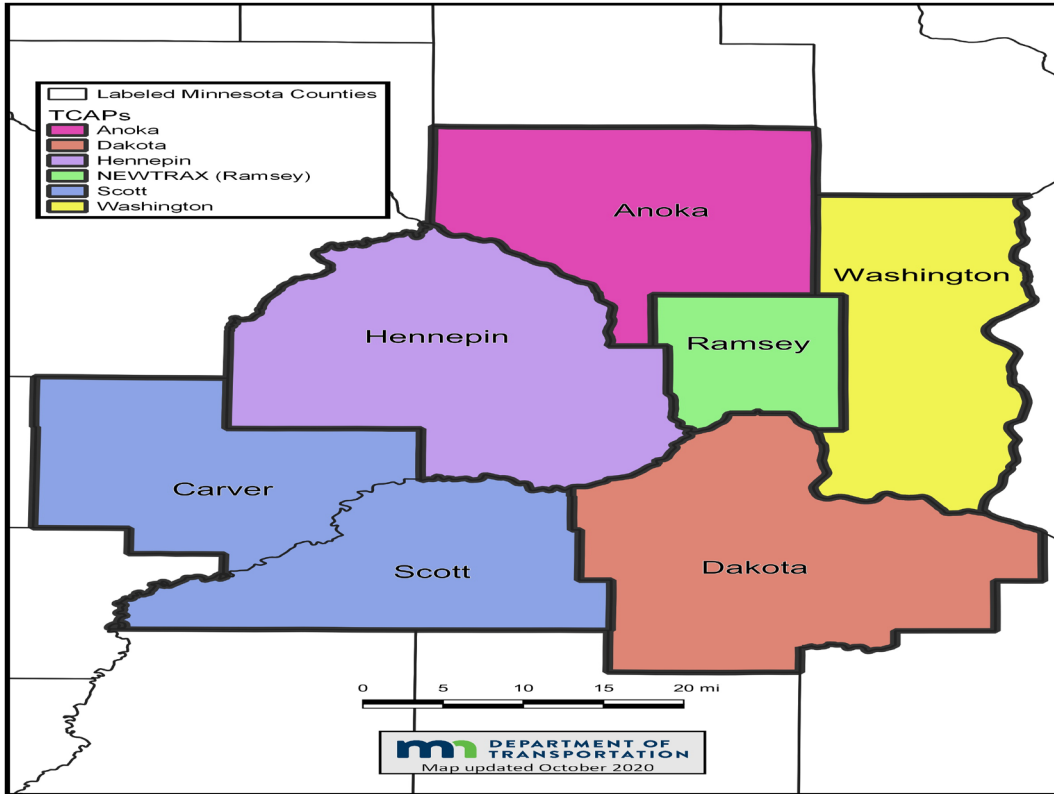 Labeled Minnesota Counties
TCAPs
Anoka
Dakota
Hennepin
NEWTRAX (Ramsey)
Scott
Washington
Anoka
Washington
Hennepin
Ramsey
Carver
Scott
Dakota
0 5 10 15 20 mi
mn DEPARTMENT OF
TRANSPORTATION
Map updated October 2020